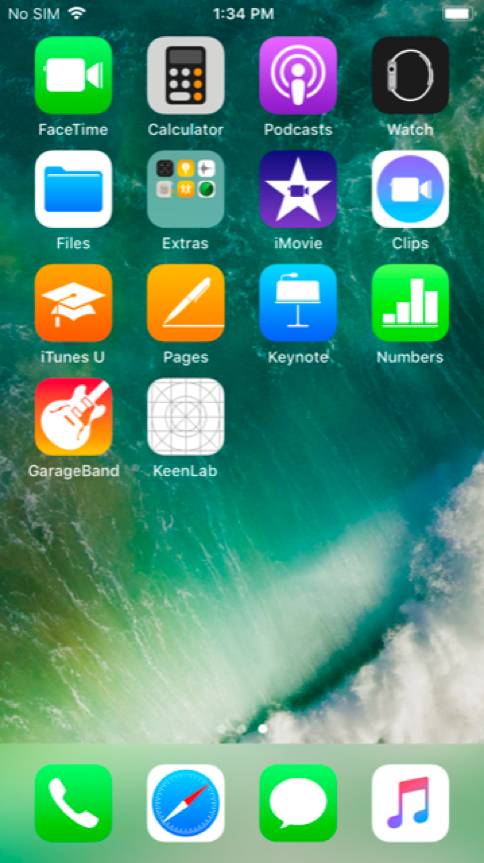 No SIM 1:34 PM
FaceTime Calculator Podcasts Watch
Files Extras iMovie Clips
iTunes U Pages Keynote Numbers
GarageBand KeenLab